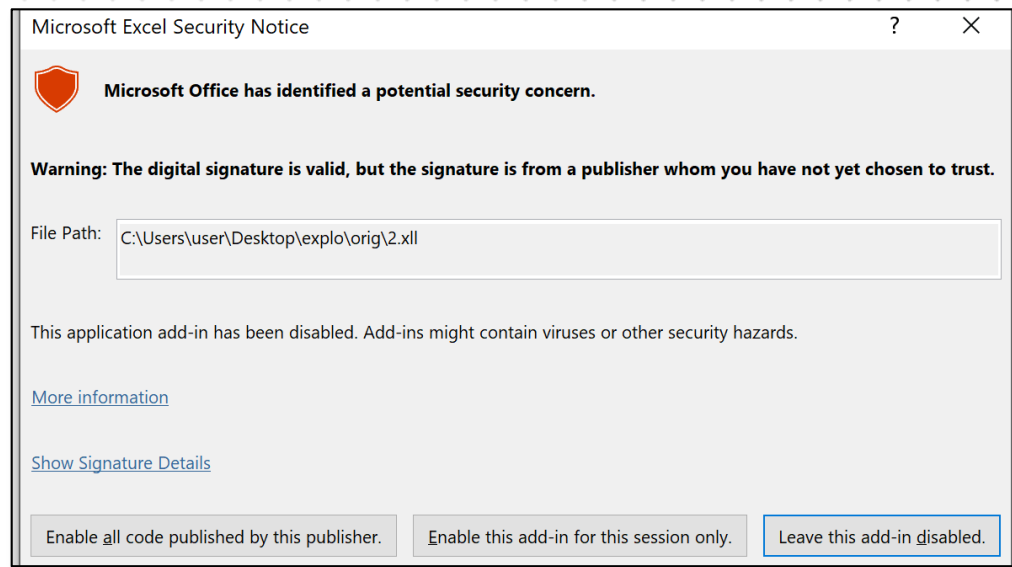 Microsoft Excel Security Notice ?
Microsoft Office has identified a potential security concern.
Warning: The digital signature is valid, but the signature is from a publisher whom you have not yet chosen to trust.
File Path: C:\Users\user\Desktop\explo\orig\2.xll
This application add-in has been disabled. Add-ins might contain viruses or other security hazards.
More information
Show Signature Details
Enable all code published by this publisher. Enable this add-in for this session only. Leave this add-in disabled.